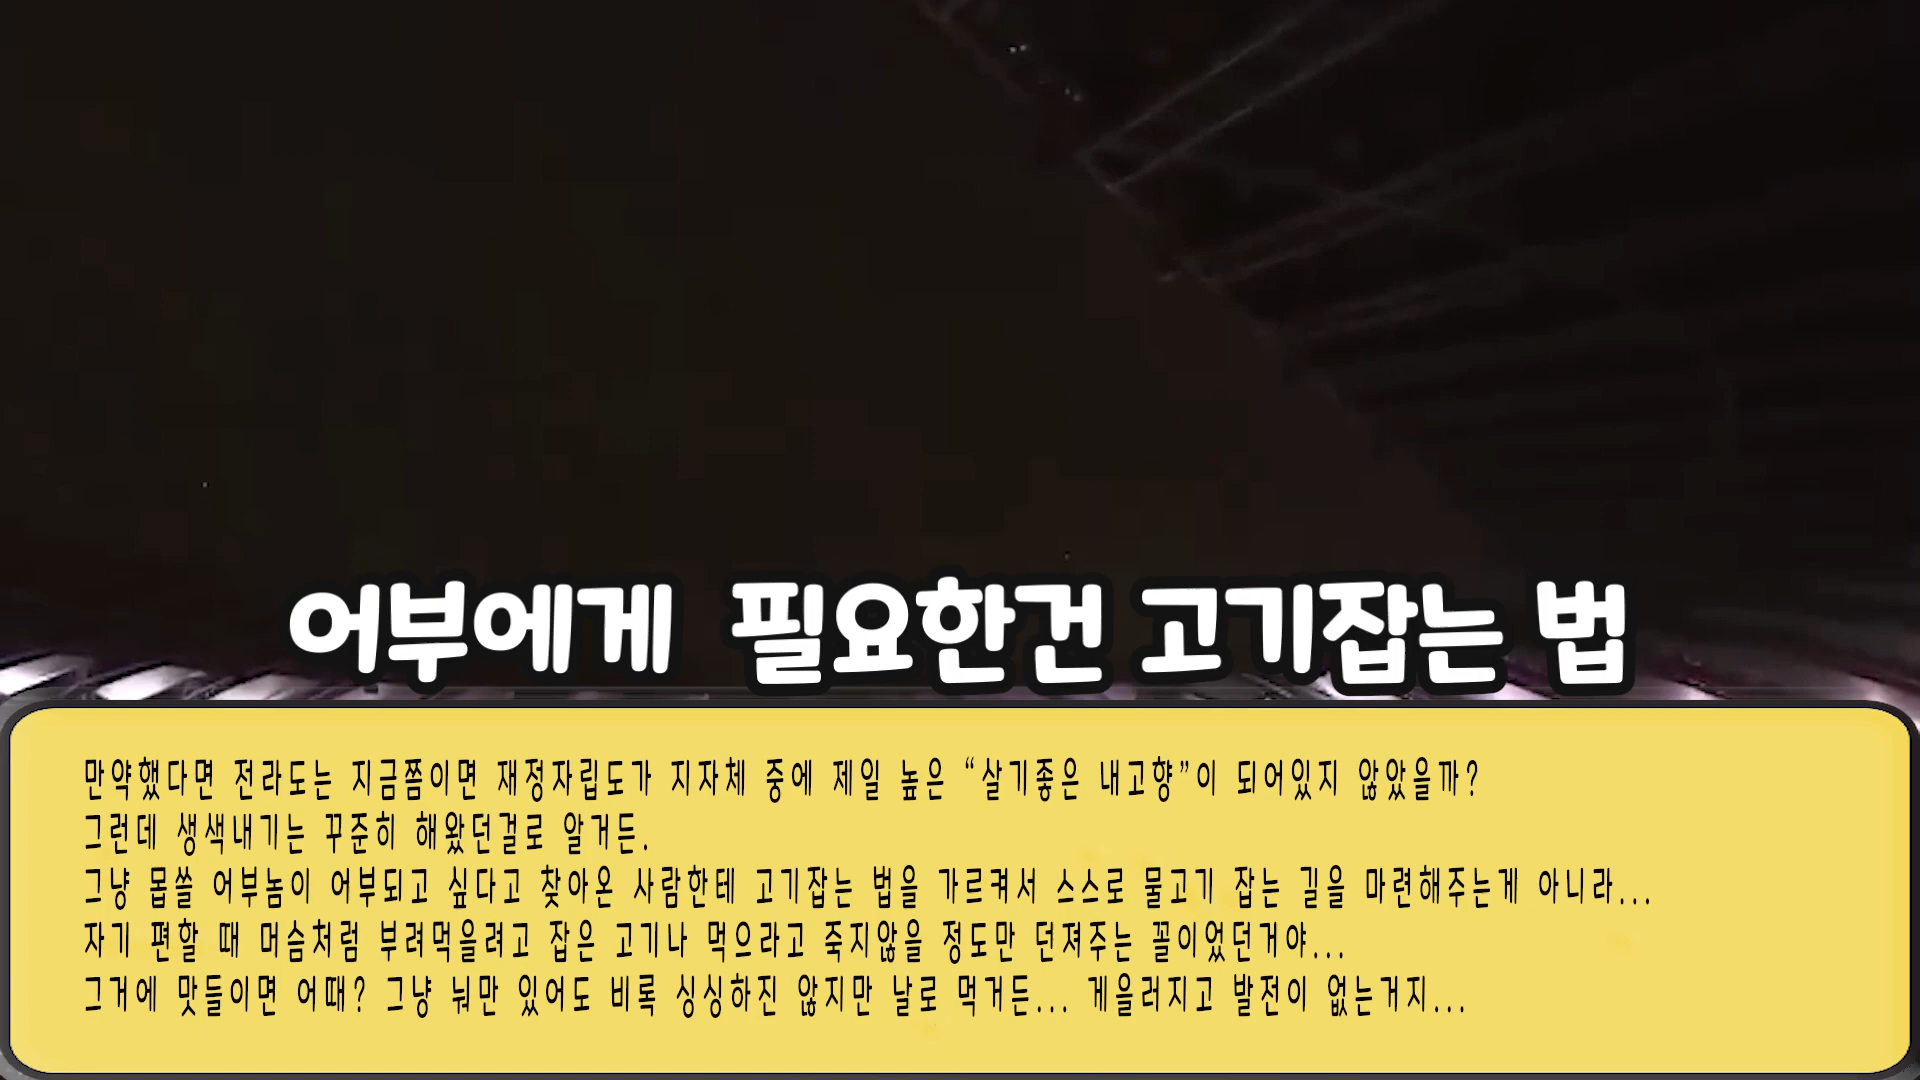 어부에게 필요한건 고기잡는 법
만약했다면 전라도는 지금쯤이면 재정자립도가 지자체 중에 제일 높은 “살기좋은 내고향”이 되어있지 않았을까?
그런데 생색내기는 꾸준히 해왔던걸로 알거든.
그냥 몹쓸 어부놈이 어부되고 싶다고 찾아온 사람한테 고기잡는 법을 가르켜서 스스로 물고기 잡는 길을 마련해주는게 아니라...
자기 편할 때 머슴처럼 부려먹을려고 잡은 고기나 먹으라고 죽지않을 정도만 던져주는 꼴이었던거야...
그거에 맛들이면 어때? 그냥 눠만 있어도 비록 싱싱하진 않지만 날로 먹거든... 게을러지고 발전이 없는거지...